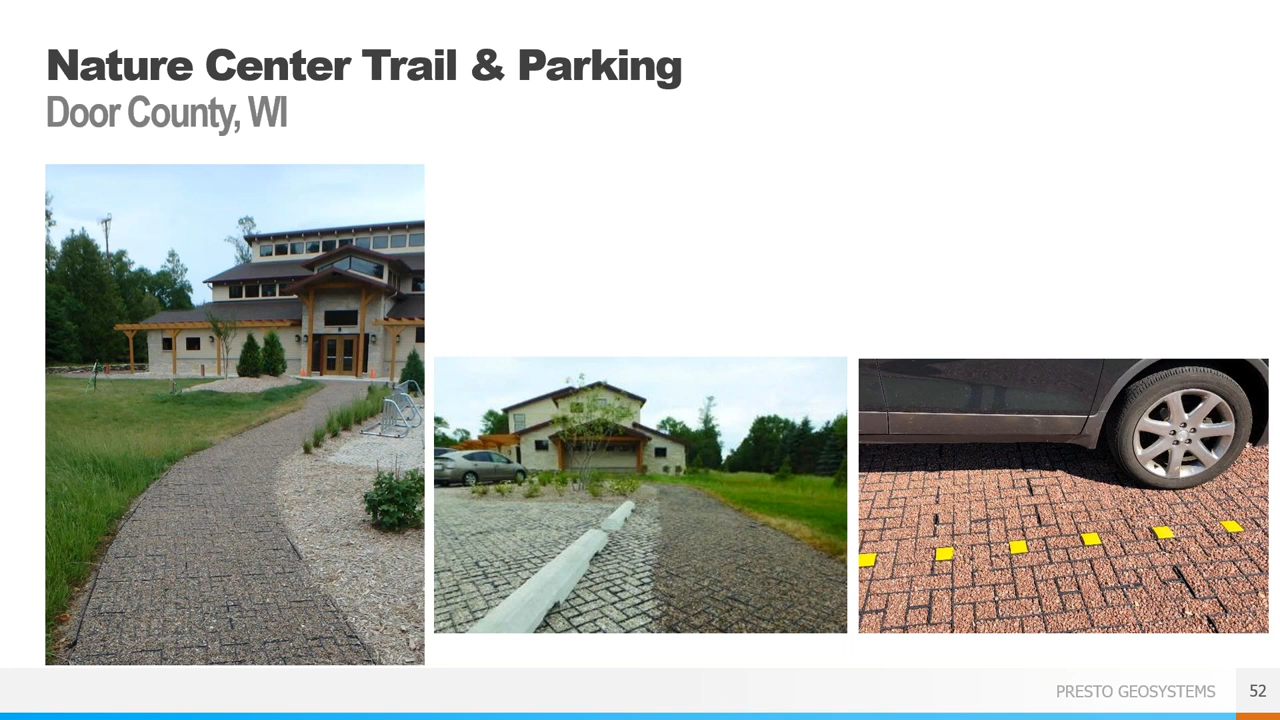 Nature Center Trail & Parking
Door County, WI
PRESTO GEOSYSTEMS
52